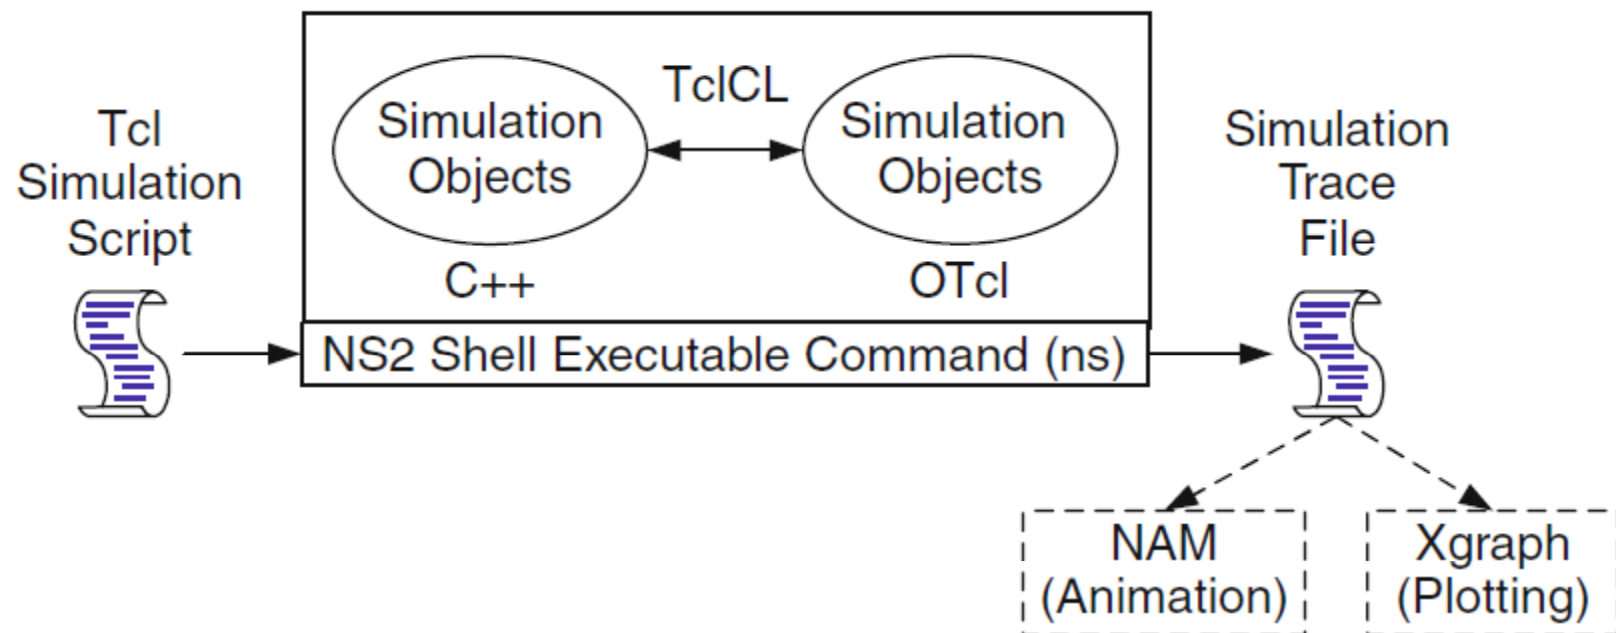 Tcl
Simulation
Script
Simulation
Objects
C++
TclCL
Simulation
Objects
OTcl
NS2 Shell Executable Command (ns)
Simulation
Trace
File
NAM
(Animation)
Xgraph
(Plotting)